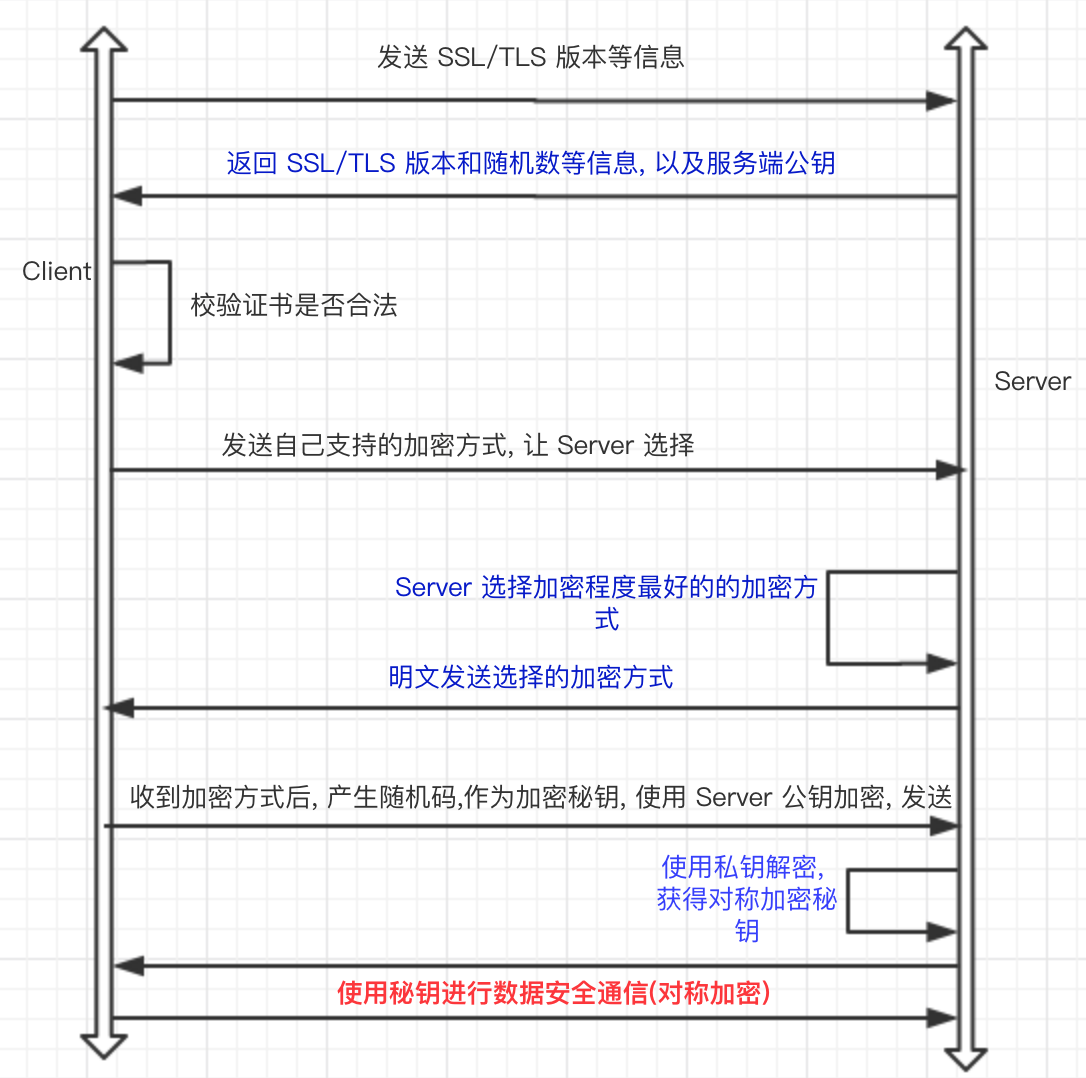 发送 SSL/TLS 版本等信息
返回 SSL/TLS 版本和随机数等信息, 以及服务端公钥
Client
校验证书是否合法
Server
发送自己支持的加密方式, 让 Server 选择
Server 选择加密程度最好的的加密方
式
明文发送选择的加密方式
收到加密方式后, 产生随机码,作为加密秘钥, 使用 Server 公钥加密, 发送
使用私钥解密,
获得对称加密秘
钥
使用秘钥进行数据安全通信(对称加密)